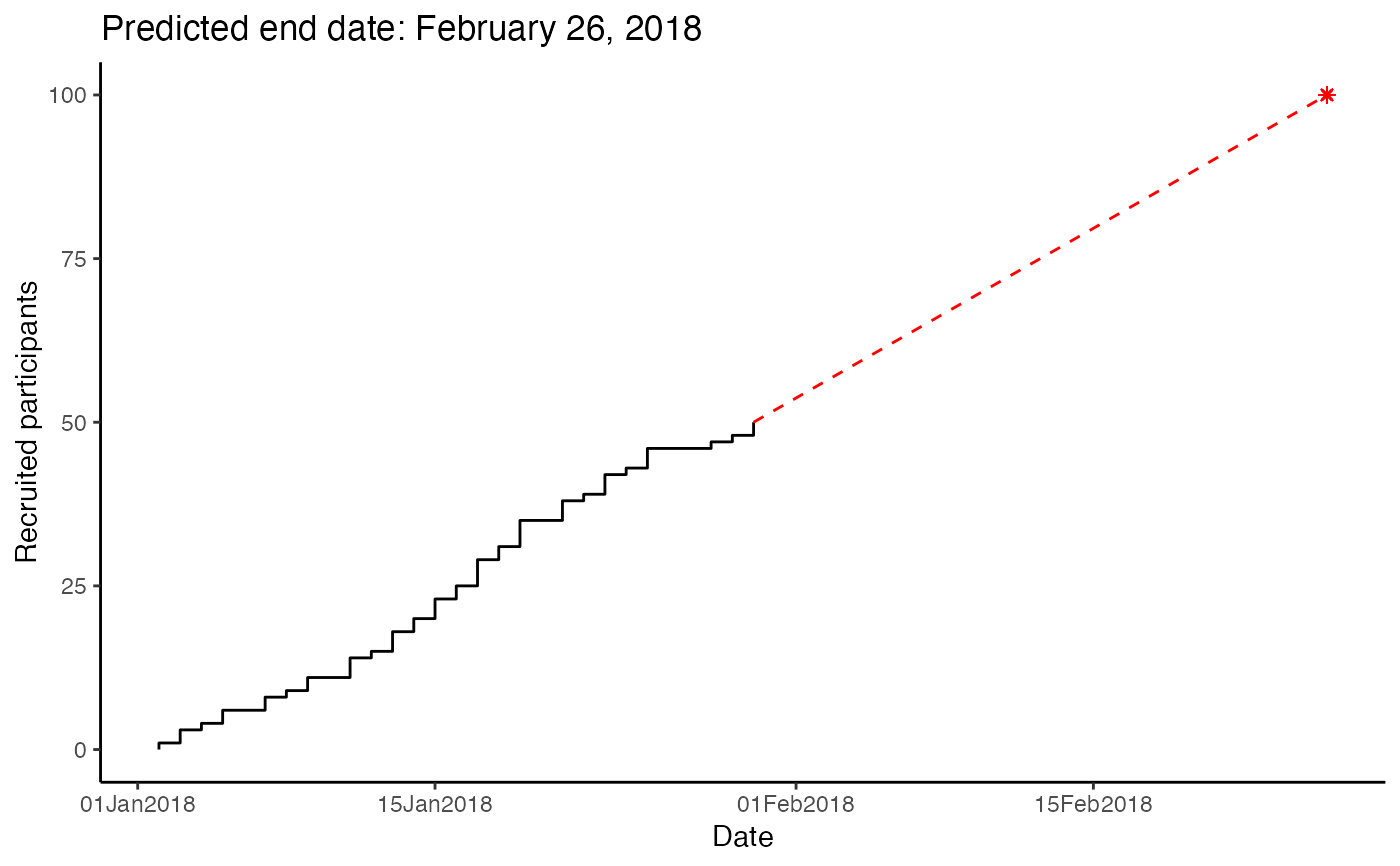 Predicted end date: February 26, 2018
100
75
50
25
0
Recruited participants
01Jan2018
15Jan2018
01Feb2018
15Feb2018
Date